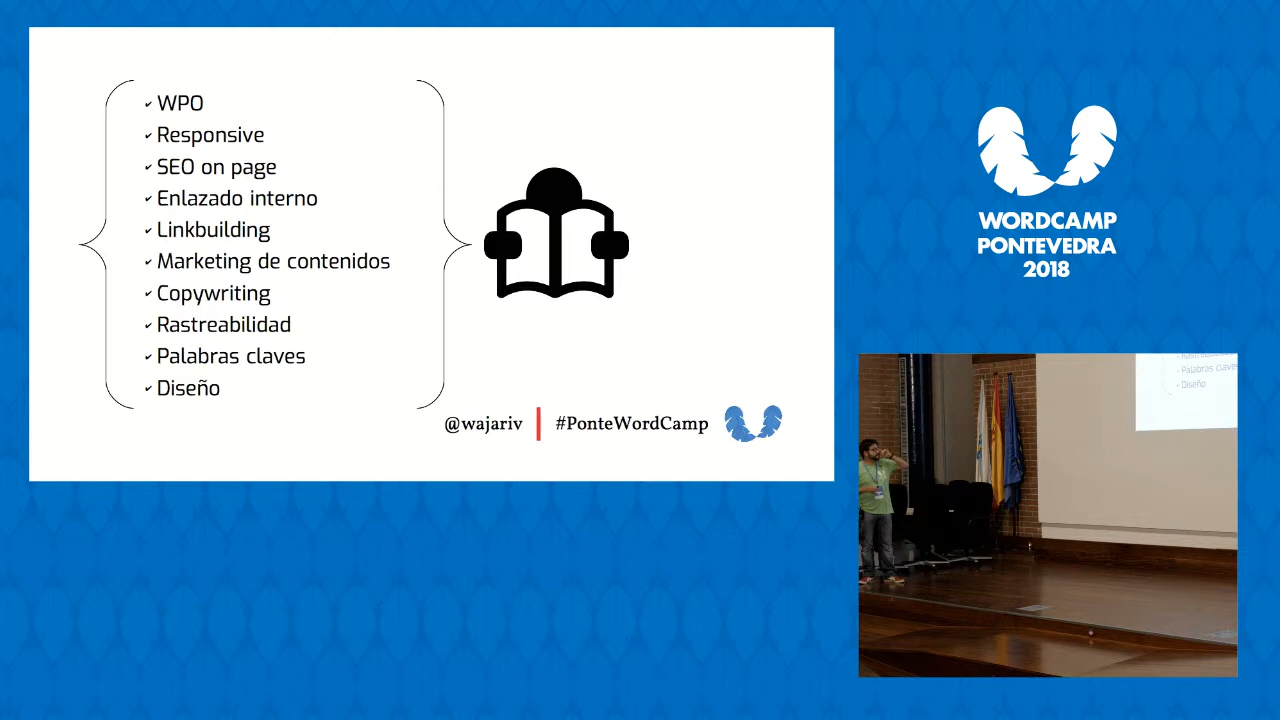 WPO
Responsive
SEO on page
Enlazado interno
Linkbuilding
Marketing de contenidos
Copywriting
Rastreabilidad
Palabras claves
Diseño
@wajariv | #PonteWordCamp
WORDCAMP
PONTEVEDRA
2018
Palabras claves
Diseño